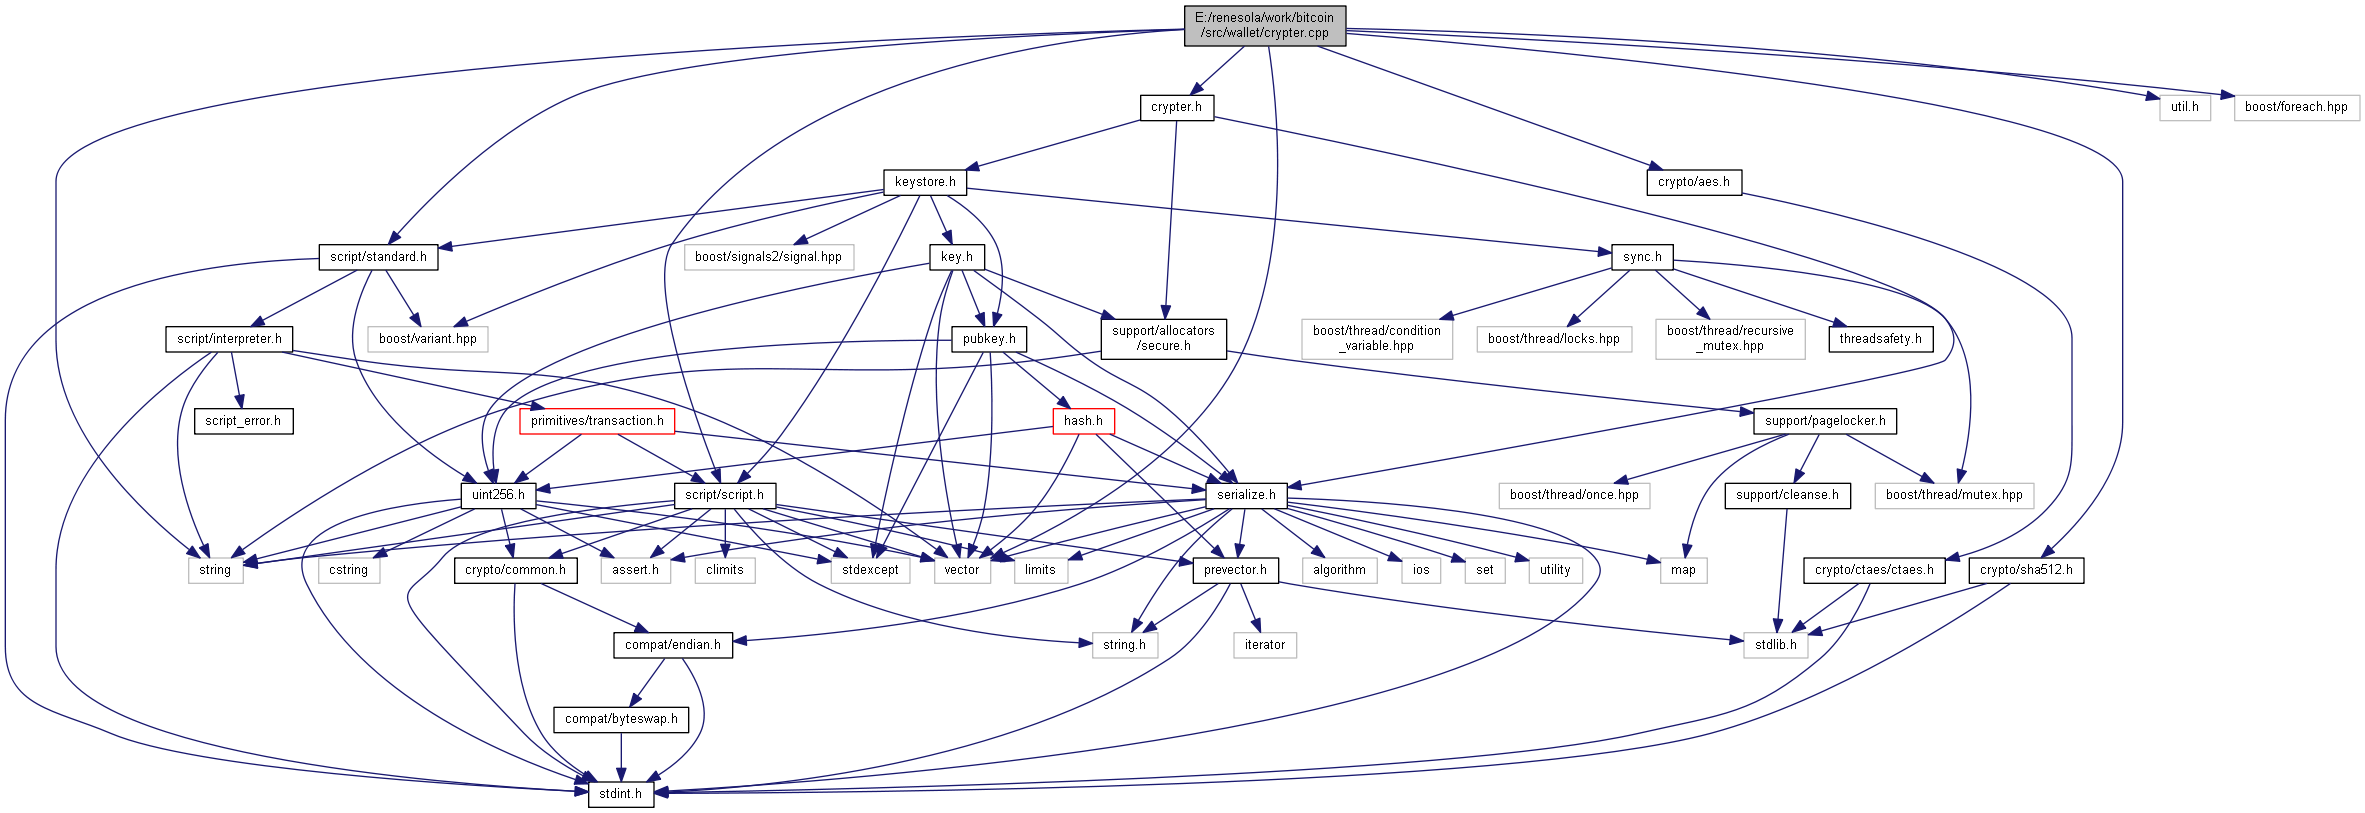 E:/renesola/work/bitcoin
/src/wallet/crypter.cpp
crypter.h
util.h
boost/foreach.hpp
keystore.h
crypto/aes.h
script/standard.h
boost/signals2/signal.hpp
key.h
sync.h
script/interpreter.h
boost/variant.hpp
pubkey.h
support/allocators
/secure.h
boost/thread/condition
_variable.hpp
boost/thread/locks.hpp
boost/thread/recursive
_mutex.hpp
threadsafety.h
script_error.h
primitives/transaction.h
hash.h
support/pagelocker.h
uint256.h
script/script.h
serialize.h
boost/thread/once.hpp
support/cleanse.h
boost/thread/mutex.hpp
string
cstring
crypto/common.h
assert.h
climits
stdexcept
vector
limits
prevector.h
algorithm
ios
set
utility
map
crypto/ctaes/ctaes.h
crypto/sha512.h
compat/endian.h
string.h
iterator
stdlib.h
compat/byteswap.h
stdint.h